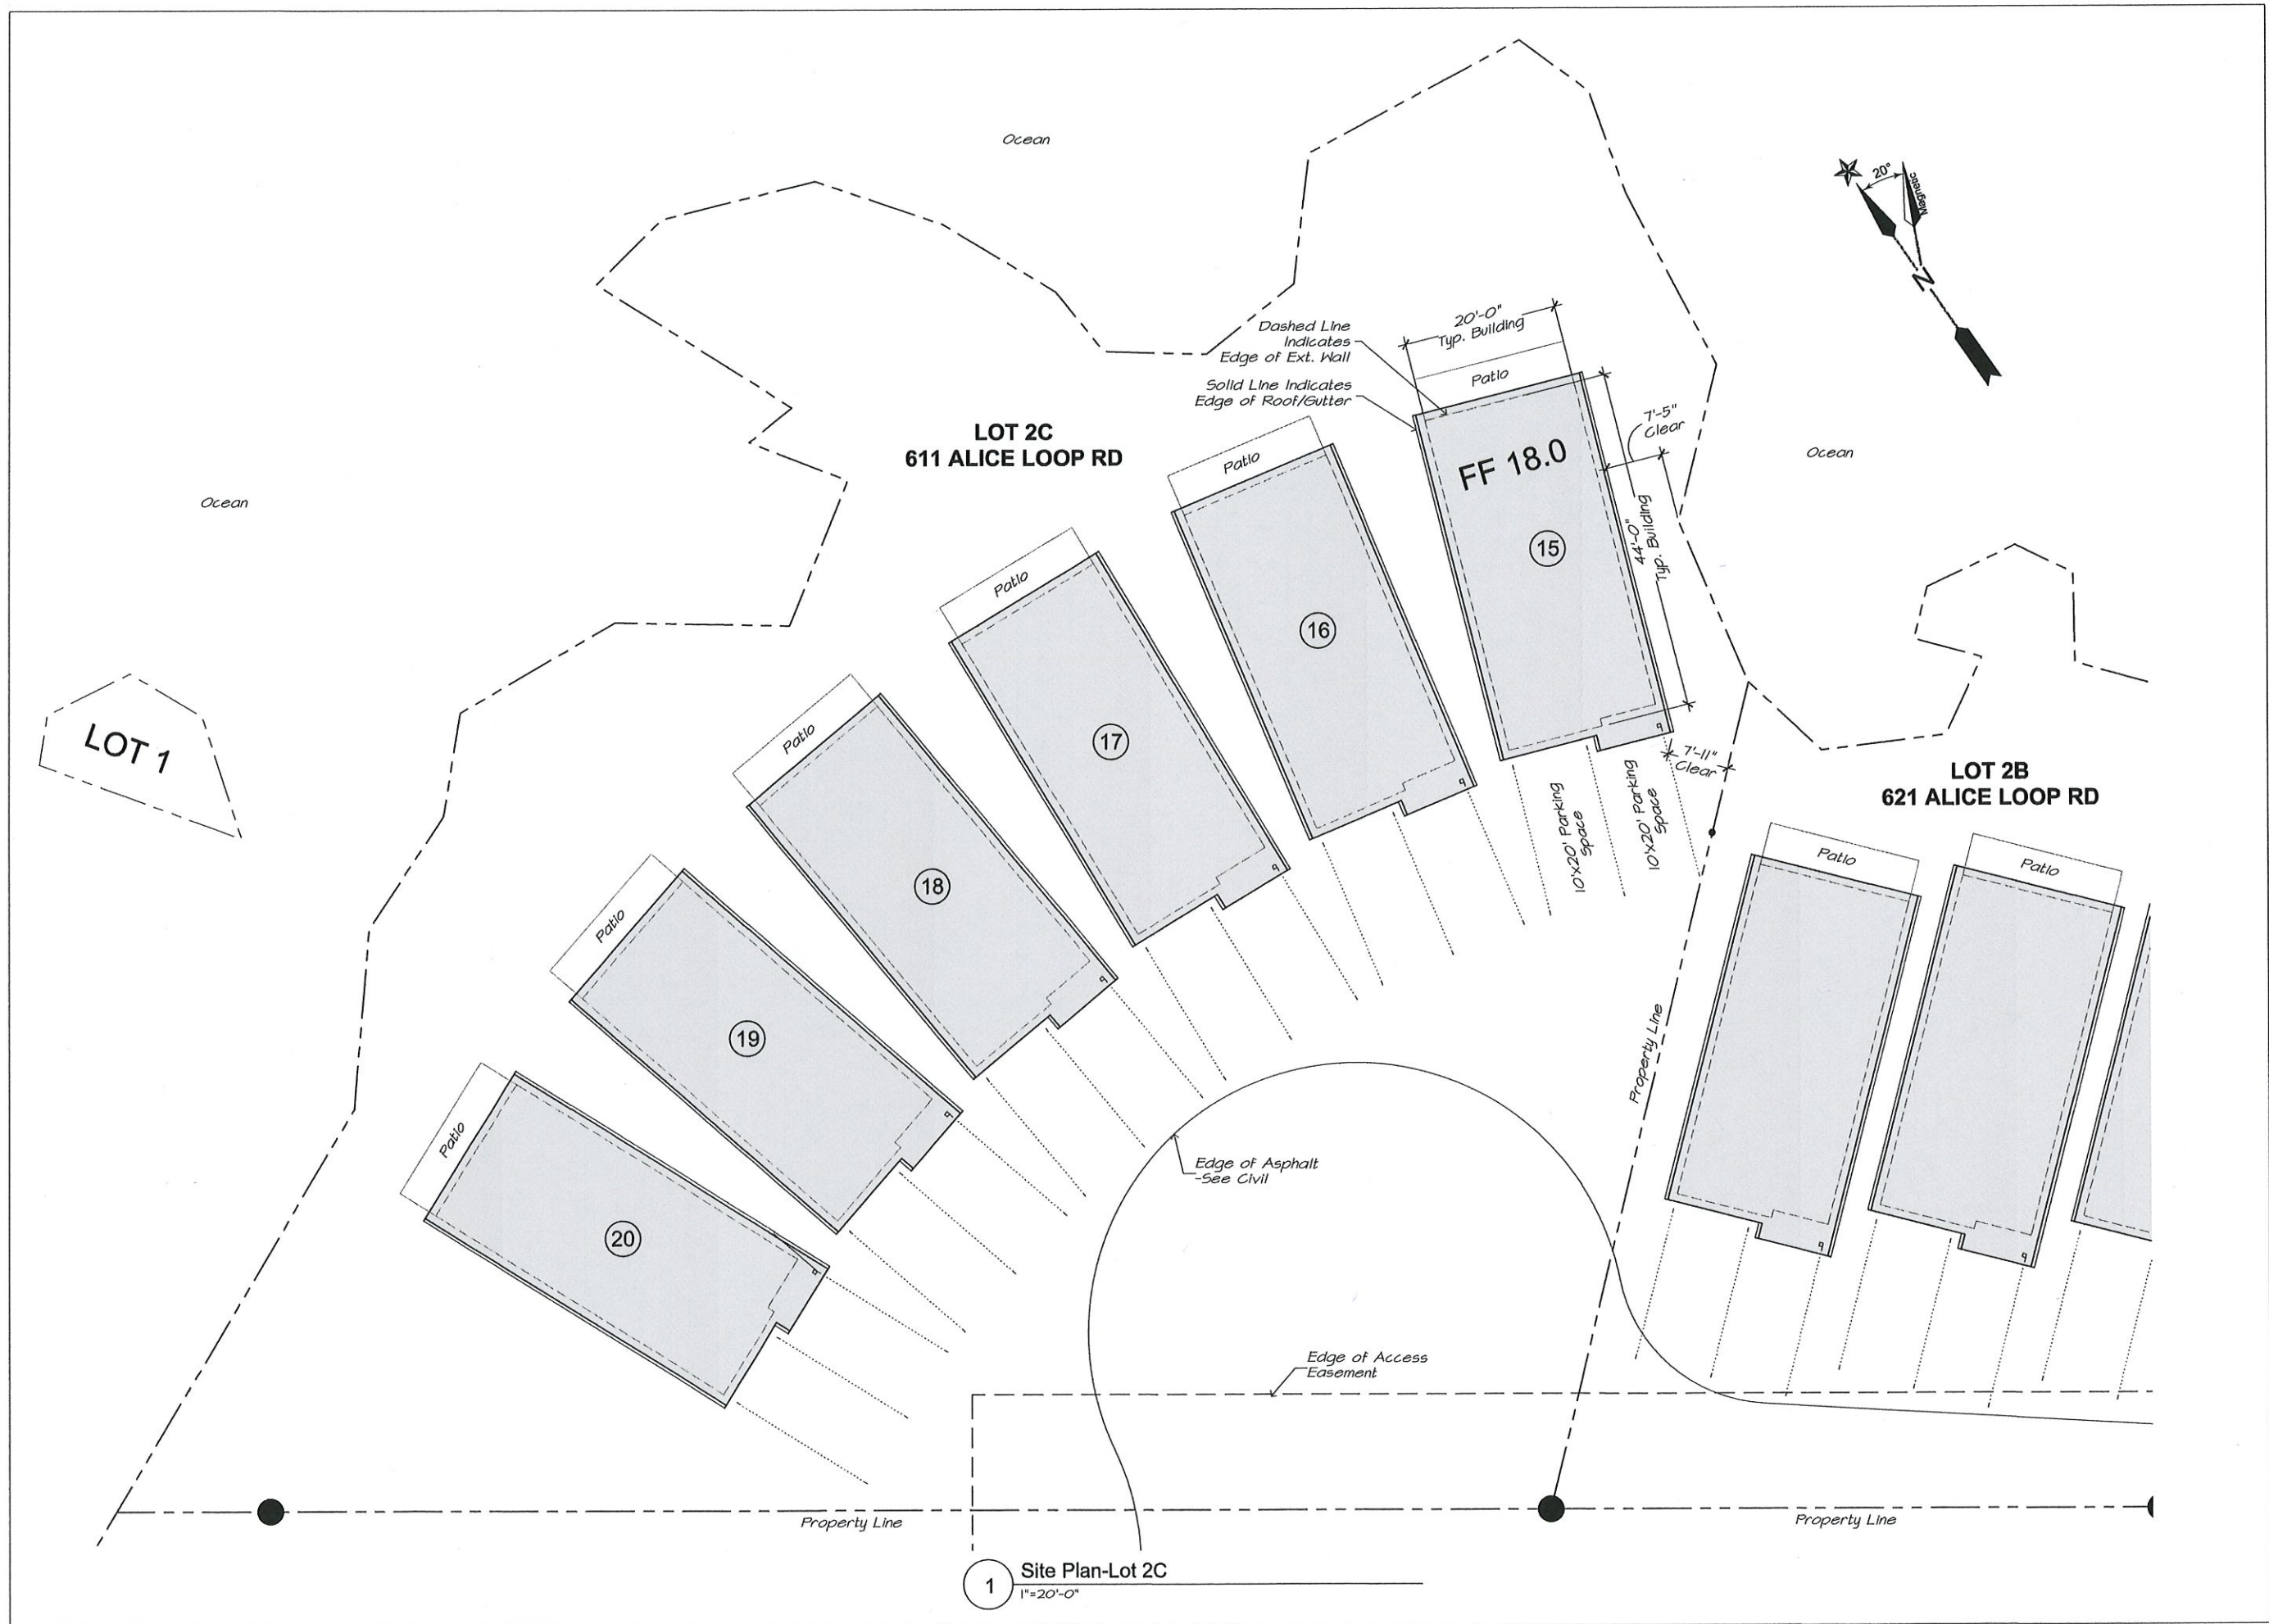 Ocean
20°
Magnetic
N
Dashed Line
Indicates
Edge of Ext. Wall
Solid Line Indicates
Edge of Roof/Gutter
20'-0"
Typ. Building
Patio
7'-5"
Clear
44'-0"
Typ. Building
FF 18.0
15
LOT 2C
611 ALICE LOOP RD
Ocean
Ocean
Patio
16
Patio
17
Patio
18
Patio
19
Patio
20
LOT 1
7'-11"
Clear
10'x20' Parking
Space
10'x20' Parking
Space
LOT 2B
621 ALICE LOOP RD
Patio
Patio
Property Line
Edge of Asphalt
-See Civil
Edge of Access
Easement
Property Line
Property Line
1
Site Plan-Lot 2C
1"=20'-0"